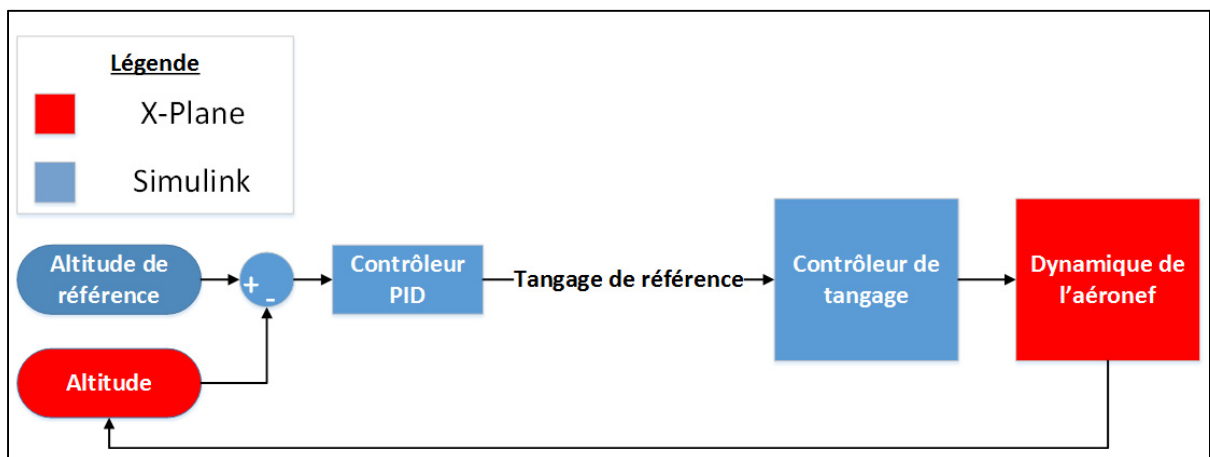 Légende
X-Plane
Simulink
Altitude de
référence
+
-
Contrôleur
PID
Tangage de référence
Contrôleur de
tangage
Dynamique de
l'aéronef
Altitude